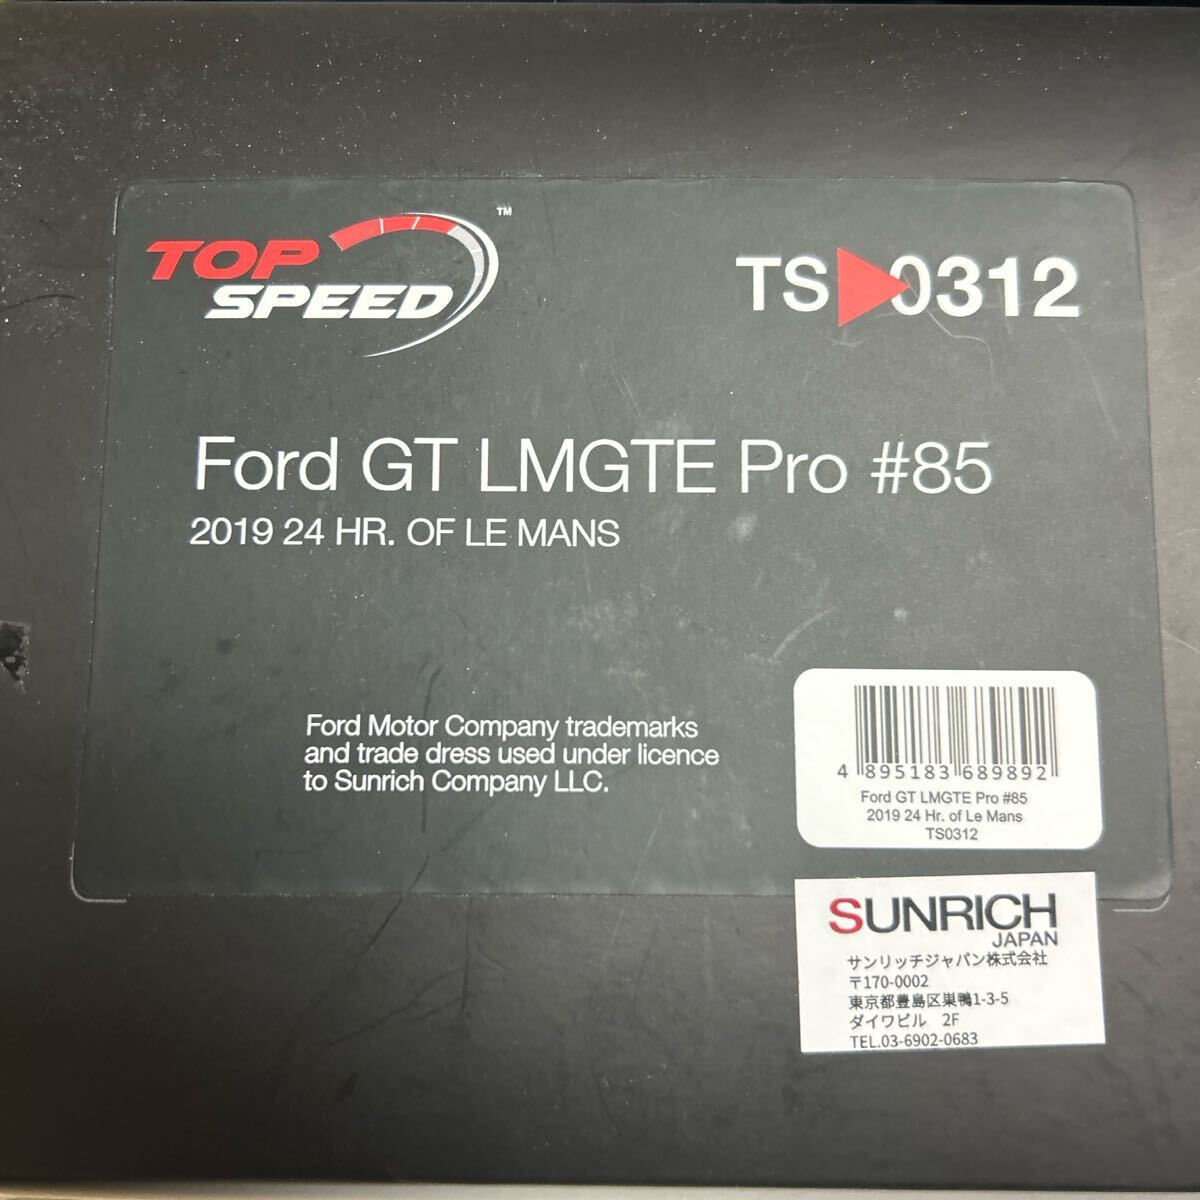 TOP SPEED™
TS 0312
Ford GT LMGTE Pro #85
2019 24 HR. OF LE MANS
Ford Motor Company trademarks
and trade dress used under licence
to Sunrich Company LLC.
4 895183 689892
Ford GT LMGTE Pro #85
2019 24 Hr. of Le Mans
TS0312
SUNRICH
JAPAN
サンリッチジャパン株式会社
〒170-0002
東京都豊島区巣鴨1-3-5
ダイワビル 2F
TEL.03-6902-0683